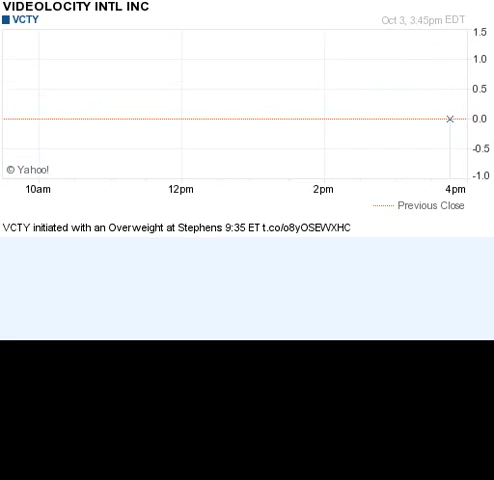 VIDEOLOCITY INTL INC
VCTY
Oct 3, 3:45pm EDT
1.5
1.0
0.5
0.0
-0.5
-1.0
© Yahoo!
10am 12pm 2pm 4pm
Previous Close
VCTY initiated with an Overweight at Stephens 9:35 ET t.co/o8yOSEWXHC